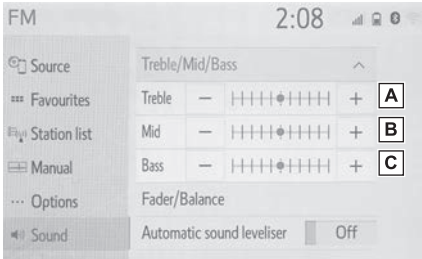 FM 2:08
Source
Favourites
Station list
Manual
Options
Sound
Treble/Mid/Bass
Treble − + A
Mid − + B
Bass − + C
Fader/Balance
Automatic sound leveliser Off